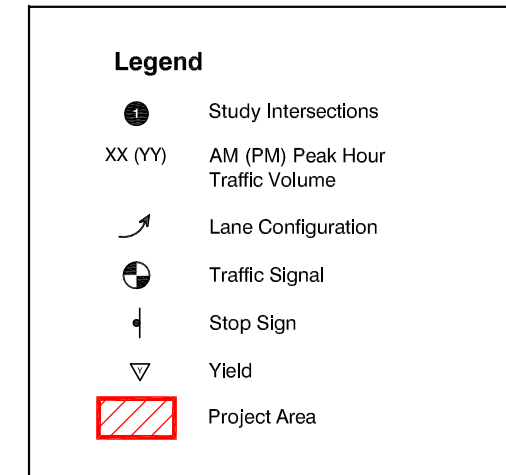 Legend
1 Study Intersections
XX (YY) AM (PM) Peak Hour
Traffic Volume
Lane Configuration
Traffic Signal
Stop Sign
Y Yield
Project Area